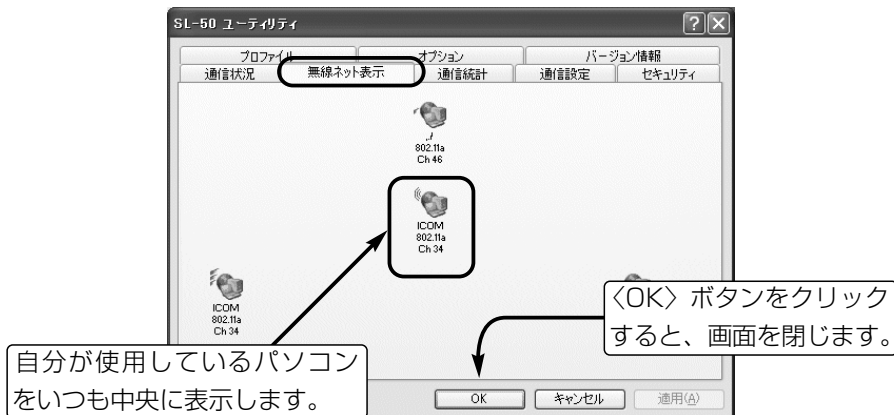 SL-50 ユーティリティ
プロファイル
オプション
バージョン情報
通信状況
無線ネット表示
通信統計
通信設定
セキュリティ
802.11a
Ch 46
ICOM
802.11a
Ch 34
ICOM
802.11a
Ch 34
〈OK〉ボタンをクリック
すると、画面を閉じます。
自分が使用しているパソコン
をいつも中央に表示します。
OK
キャンセル
適用(A)